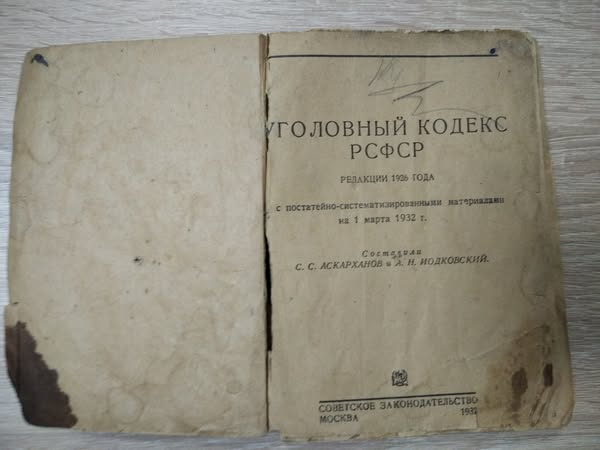 УГОЛОВНЫЙ КОДЕКС
РСФСР
РЕДАКЦИИ 1926 ГОДА
с постатейно-систематизированными материалами
на 1 марта 1932 г.
Составили
С. С. АСКАРХАНОВ и А. Н. ИОДКОВСКИЙ.
СОВЕТСКОЕ ЗАКОНОДАТЕЛЬСТВО
МОСКВА 1932